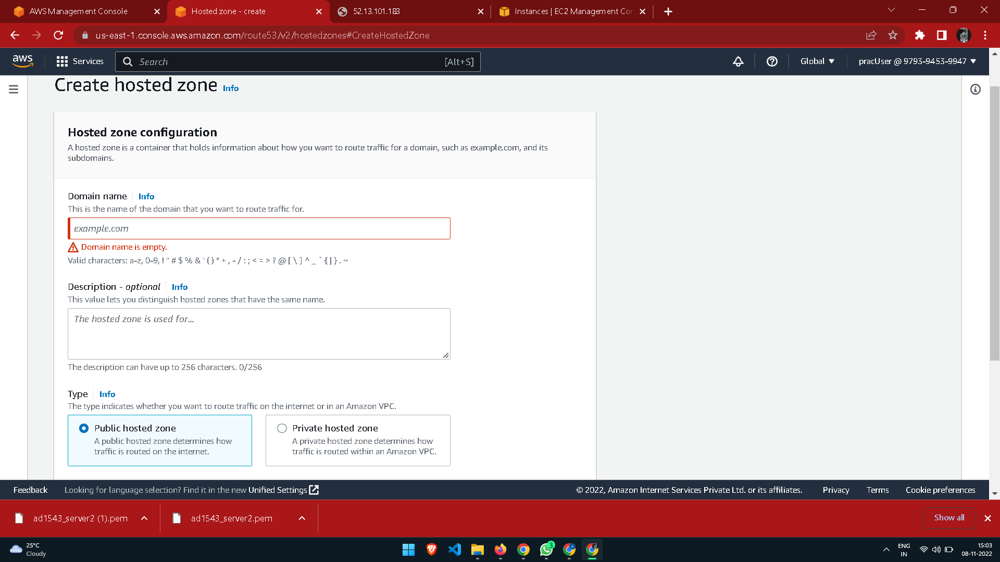 AWS Management Console
Hosted zone - create
52.13.101.183
Instances | EC2 Management Con
us-east-1.console.aws.amazon.com/route53/v2/hostedzones#CreateHostedZone
aws
Services
Search
[Alt+S]
Global
pracUser @ 9793-9453-9947
Create hosted zone Info
Hosted zone configuration
A hosted zone is a container that holds information about how you want to route traffic for a domain, such as example.com, and its
subdomains.
Domain name Info
This is the name of the domain that you want to route traffic for.
example.com
Domain name is empty.
Valid characters: a-z, 0-9, ! " # $ % & ' ( ) * + , - / : ; < = > ? @ [ \ ] ^ _ ` { | } . ~
Description - optional Info
This value lets you distinguish hosted zones that have the same name.
The hosted zone is used for...
The description can have up to 256 characters. 0/256
Type Info
The type indicates whether you want to route traffic on the internet or in an Amazon VPC.
Public hosted zone
A public hosted zone determines how
traffic is routed on the internet.
Private hosted zone
A private hosted zone determines how
traffic is routed within an Amazon VPC.
Feedback
Looking for language selection? Find it in the new Unified Settings
© 2022, Amazon Internet Services Private Ltd. or its affiliates.
Privacy
Terms
Cookie preferences
ad1543_server2 (1).pem
ad1543_server2.pem
Show all
25°C
Cloudy
3
ENG
IN
15:03
08-11-2022